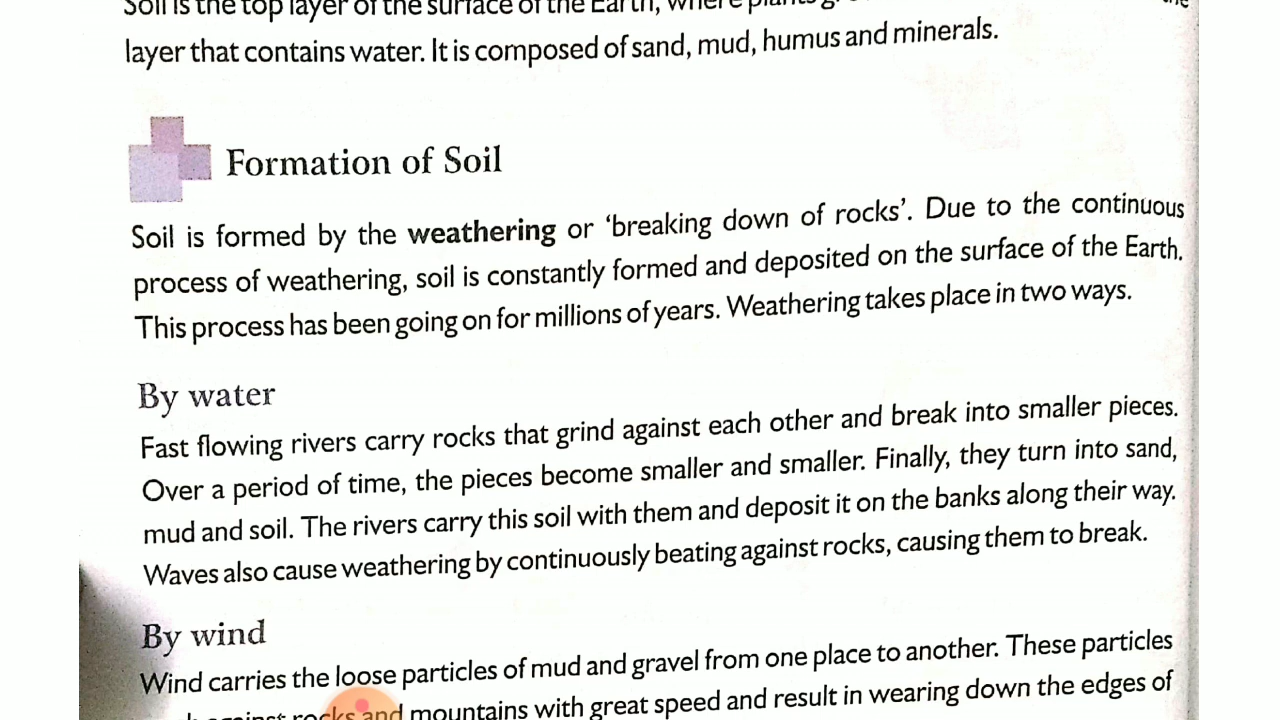 Soil is the top layer of the surface of the Earth, where plants
the
layer that contains water. It is composed of sand, mud, humus and minerals.
Formation of Soil
Soil is formed by the weathering or ‘breaking down of rocks’. Due to the continuous
process of weathering, soil is constantly formed and deposited on the surface of the Earth.
This process has been going on for millions of years. Weathering takes place in two ways.
By water
Fast flowing rivers carry rocks that grind against each other and break into smaller pieces.
Over a period of time, the pieces become smaller and smaller. Finally, they turn into sand,
mud and soil. The rivers carry this soil with them and deposit it on the banks along their way.
Waves also cause weathering by continuously beating against rocks, causing them to break.
By wind
Wind carries the loose particles of mud and gravel from one place to another. These particles
against rocks and mountains with great speed and result in wearing down the edges of